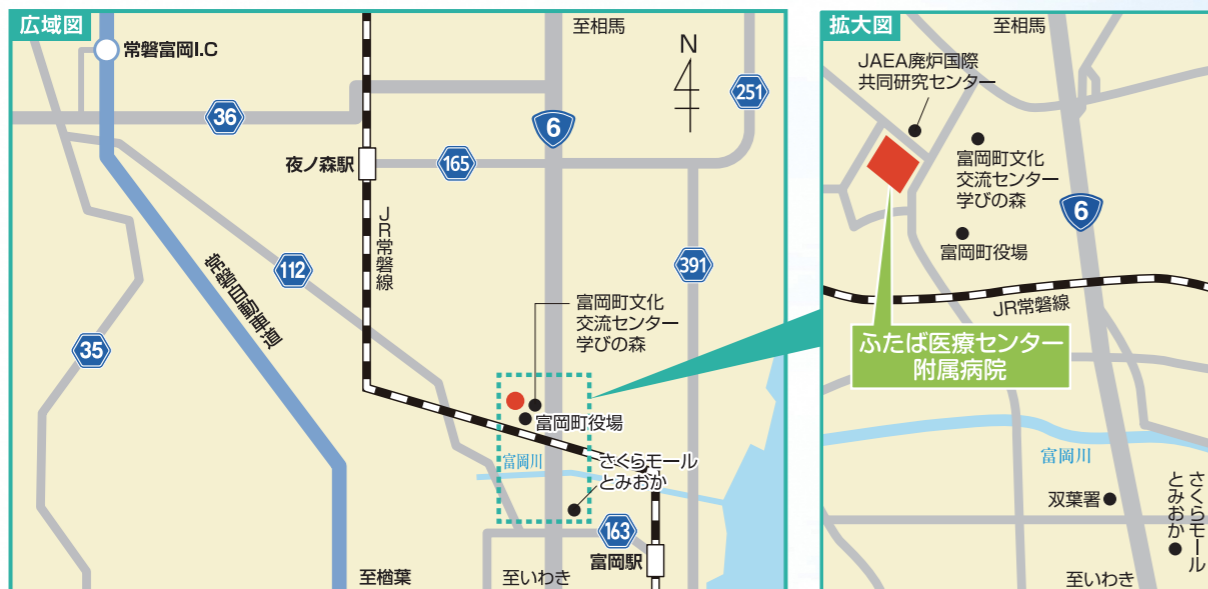 広域図
至相馬
常磐富岡I.C
N
251
36
6
夜ノ森駅
165
JR常磐線
112
391
常磐自動車道
35
富岡町文化
交流センター
学びの森
富岡町役場
富岡川
さくらモール
とみおか
163
富岡駅
至楢葉
至いわき
拡大図
至相馬
JAEA廃炉国際
共同研究センター
富岡町文化
交流センター
学びの森
6
富岡町役場
JR常磐線
ふたば医療センター
附属病院
富岡川
双葉署
さくらモール
とみおか
至いわき